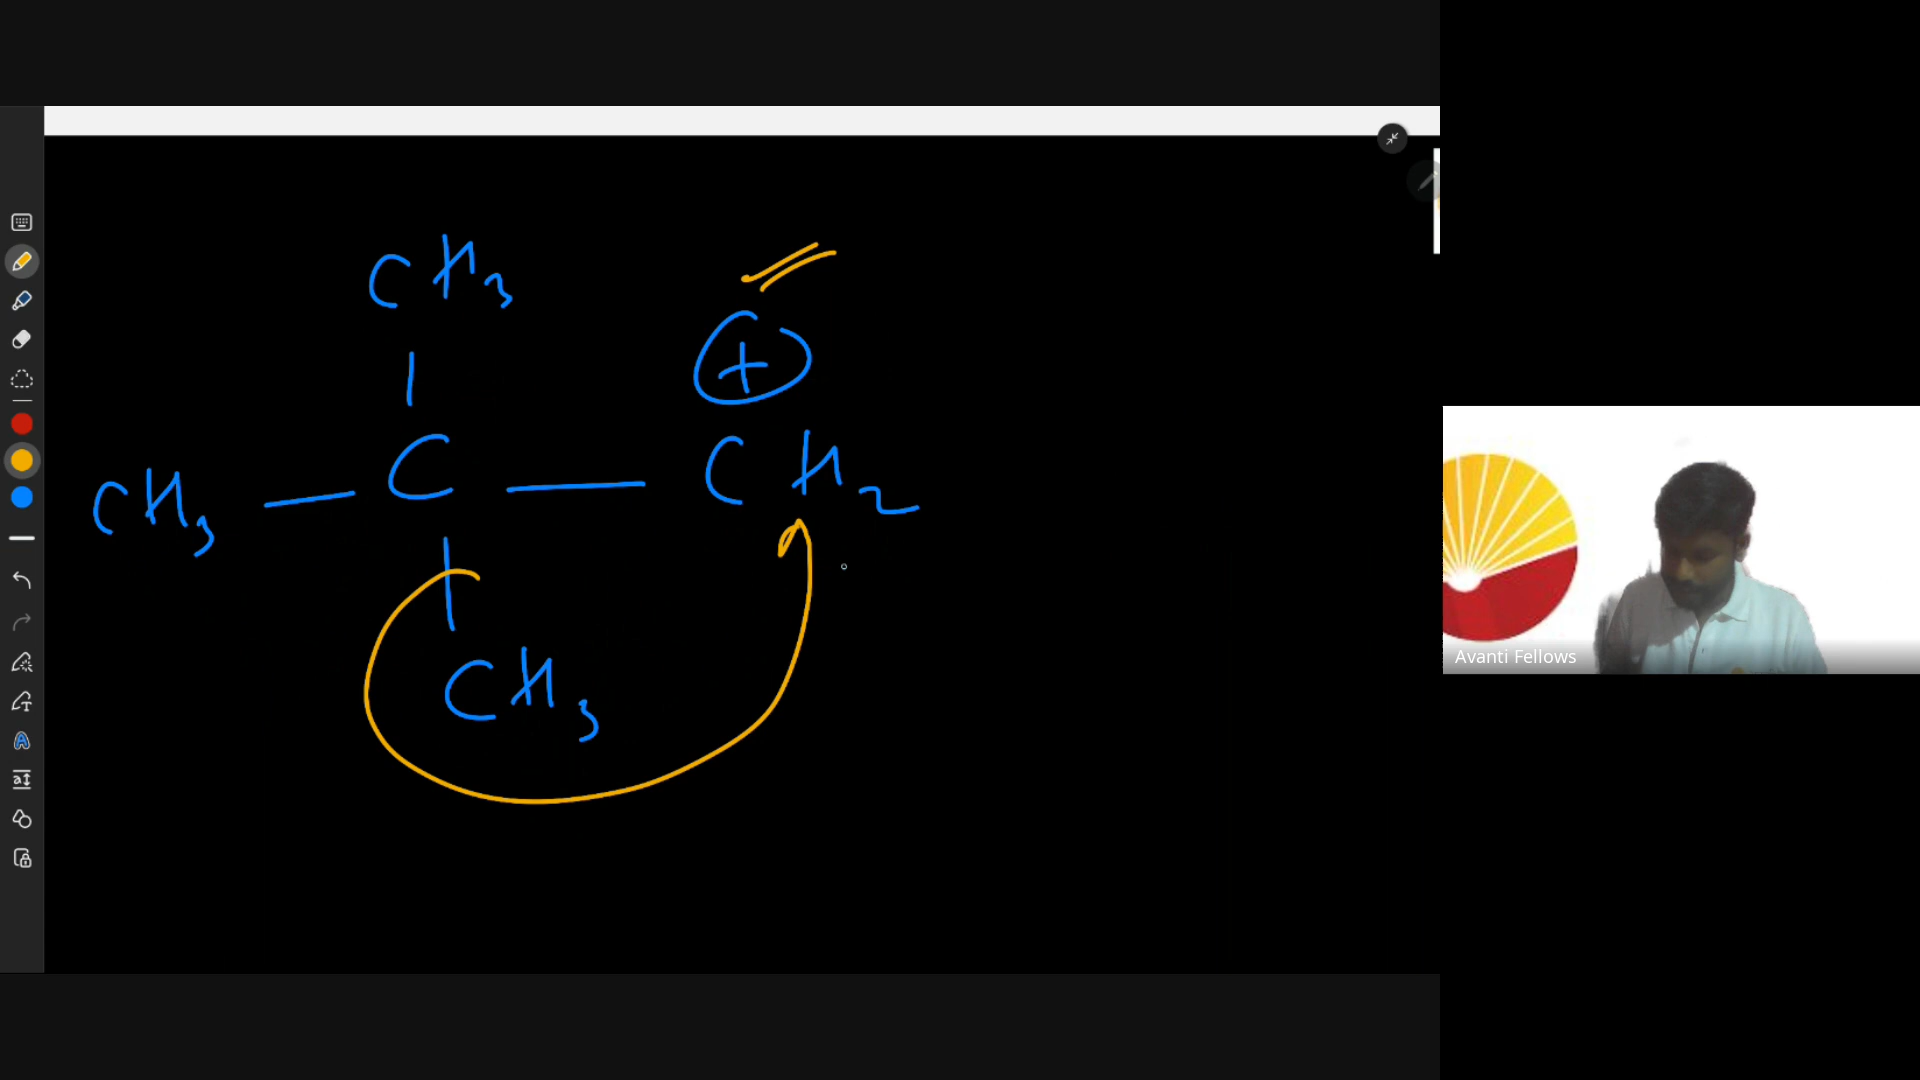 CH3
+
CH3 — C — CH2
CH3
Avanti Fellows